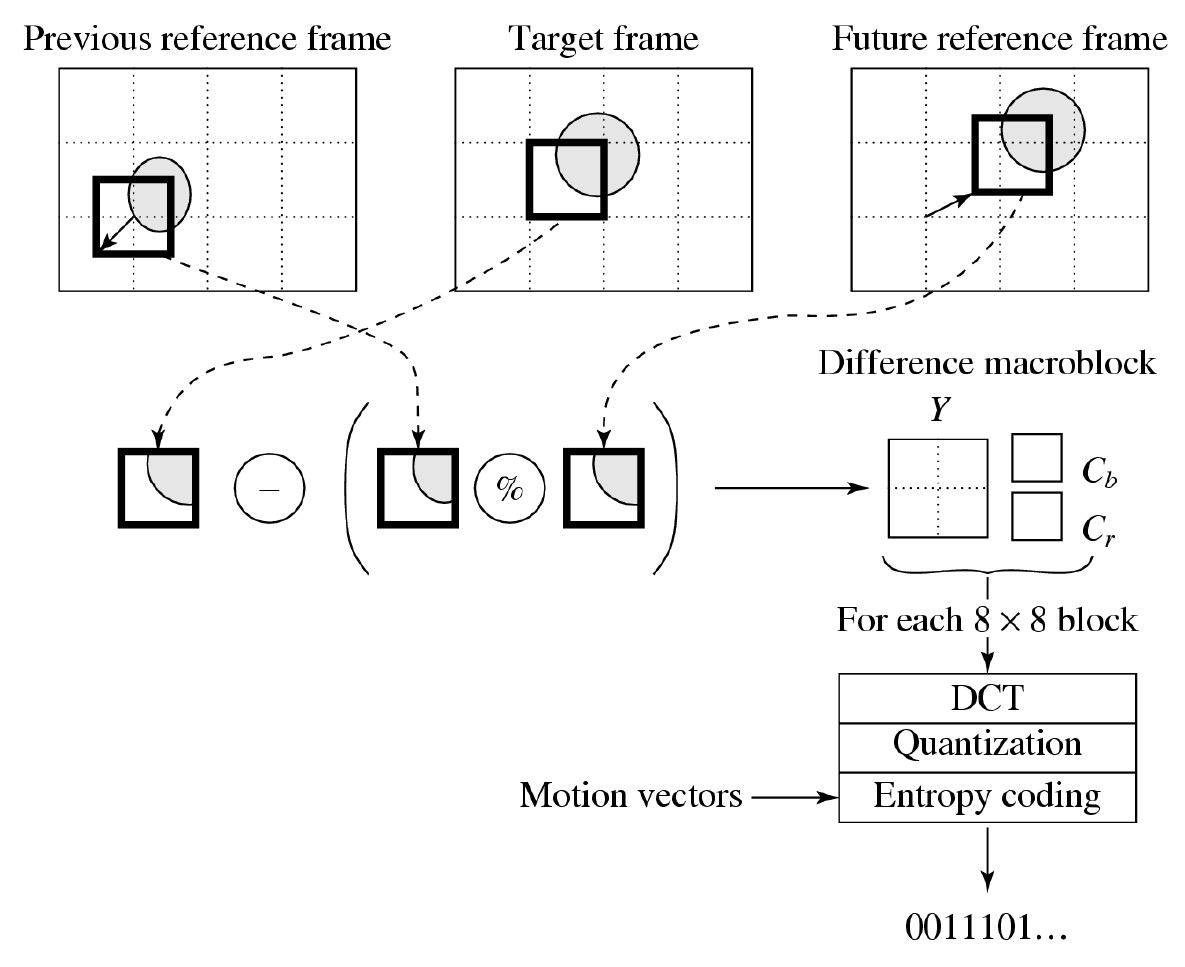 Previous reference frame
Target frame
Future reference frame
Difference macroblock
Y
C_b
C_r
−
%
For each 8 × 8 block
DCT
Quantization
Motion vectors
Entropy coding
0011101…